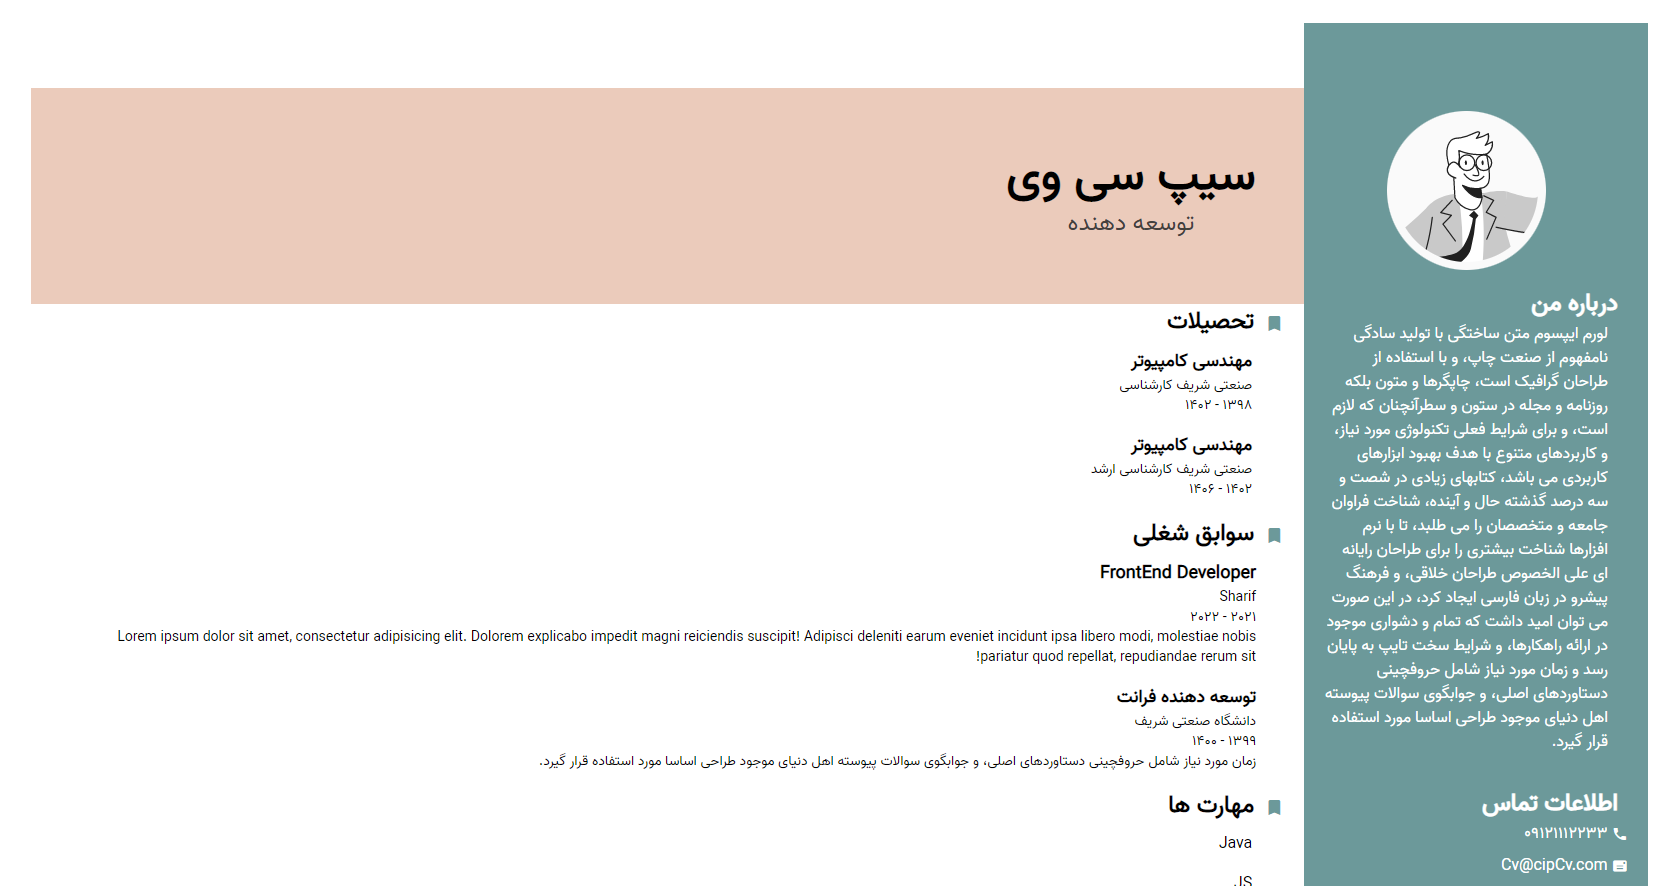 سیپ سی وی
توسعه دهنده
درباره من
لورم ایپسوم متن ساختگی با تولید سادگی
نامفهوم از صنعت چاپ، و با استفاده از
طراحان گرافیک است، چاپگرها و متون بلکه
روزنامه و مجله در ستون و سطرآنچنان که لازم
است، و برای شرایط فعلی تکنولوژی مورد نیاز،
و کاربردهای متنوع با هدف بهبود ابزارهای
کاربردی می باشد، کتابهای زیادی در شصت و
سه درصد گذشته حال و آینده، شناخت فراوان
جامعه و متخصصان را می طلبد، تا با نرم
افزارها شناخت بیشتری را برای طراحان رایانه
ای علی الخصوص طراحان خلاقی، و فرهنگ
پیشرو در زبان فارسی ایجاد کرد، در این صورت
می توان امید داشت که تمام و دشواری موجود
در ارائه راهکارها، و شرایط سخت تایپ به پایان
رسد و زمان مورد نیاز شامل حروفچینی
دستاوردهای اصلی، و جوابگوی سوالات پیوسته
اهل دنیای موجود طراحی اساسا مورد استفاده
قرار گیرد.
اطلاعات تماس
۰۹۱۲۱۱۱۲۲۳۳
Cv@cipCv.com
تحصیلات
مهندسی کامپیوتر
صنعتی شریف کارشناسی
۱۳۹۸ - ۱۴۰۲
مهندسی کامپیوتر
صنعتی شریف کارشناسی ارشد
۱۴۰۲ - ۱۴۰۶
سوابق شغلی
FrontEnd Developer
Sharif
۲۰۲۱ - ۲۰۲۲
Lorem ipsum dolor sit amet, consectetur adipisicing elit. Dolorem explicabo impedit magni reiciendis suscipit! Adipisci deleniti earum eveniet incidunt ipsa libero modi, molestiae nobis
pariatur quod repellat, repudiandae rerum sit!
توسعه دهنده فرانت
دانشگاه صنعتی شریف
۱۳۹۹ - ۱۴۰۰
زمان مورد نیاز شامل حروفچینی دستاوردهای اصلی، و جوابگوی سوالات پیوسته اهل دنیای موجود طراحی اساسا مورد استفاده قرار گیرد.
مهارت ها
Java
JS